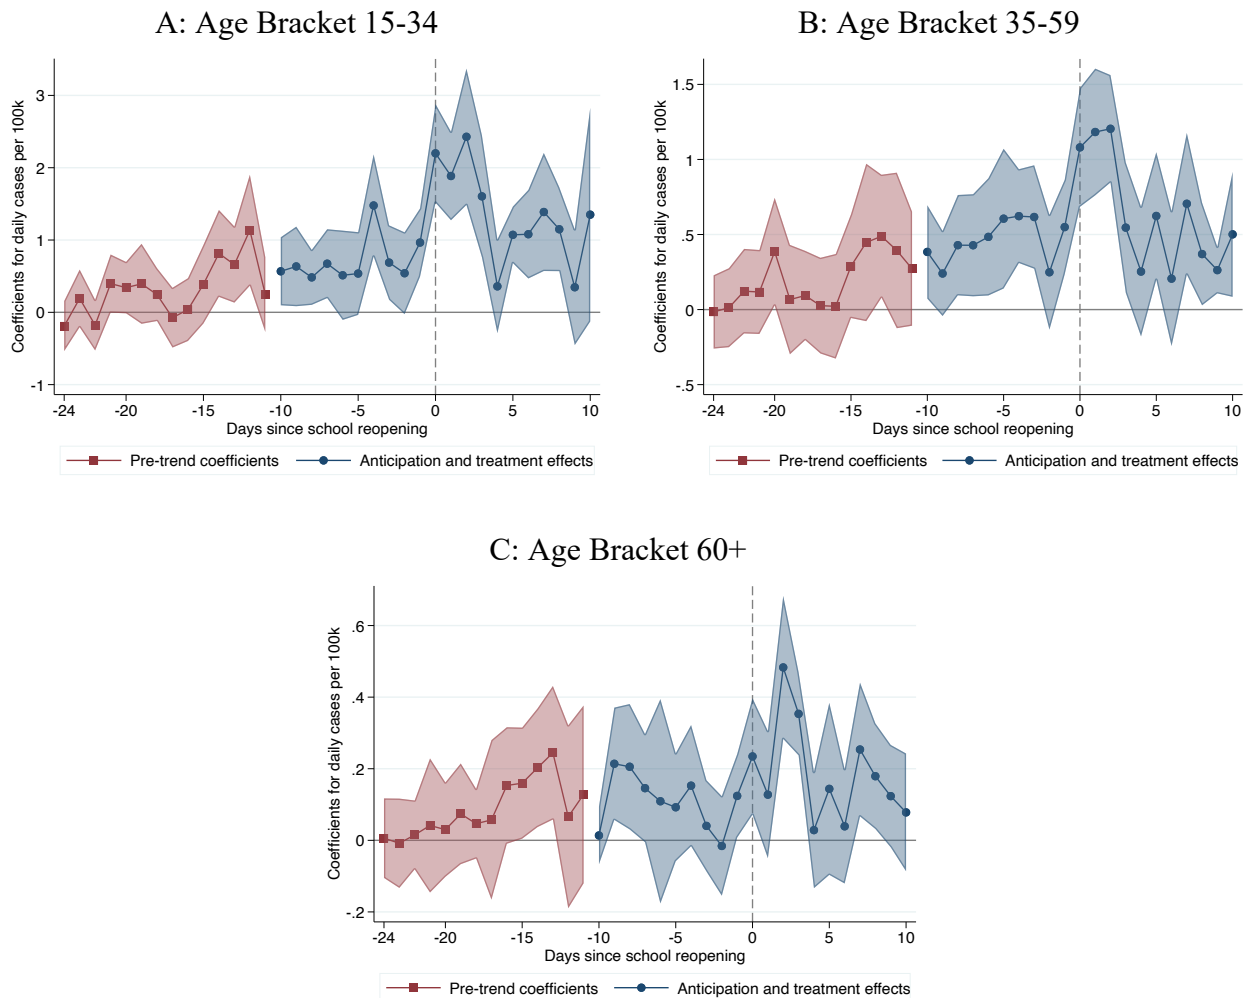 A: Age Bracket 15-34
Coefficients for daily cases per 100k
3
2
1
0
-1
-24 -20 -15 -10 -5 0 5 10
Days since school reopening
Pre-trend coefficients Anticipation and treatment effects
B: Age Bracket 35-59
Coefficients for daily cases per 100k
1.5
1
.5
0
-.5
-24 -20 -15 -10 -5 0 5 10
Days since school reopening
Pre-trend coefficients Anticipation and treatment effects
C: Age Bracket 60+
Coefficients for daily cases per 100k
.6
.4
.2
0
-.2
-24 -20 -15 -10 -5 0 5 10
Days since school reopening
Pre-trend coefficients Anticipation and treatment effects